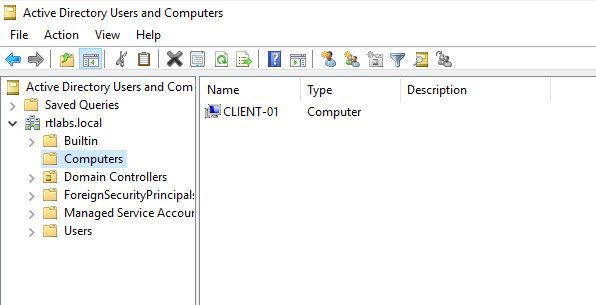 Active Directory Users and Computers
File Action View Help
Active Directory Users and Com
Saved Queries
rtlabs.local
Builtin
Computers
Domain Controllers
ForeignSecurityPrincipals
Managed Service Accour
Users
Name Type Description
CLIENT-01 Computer